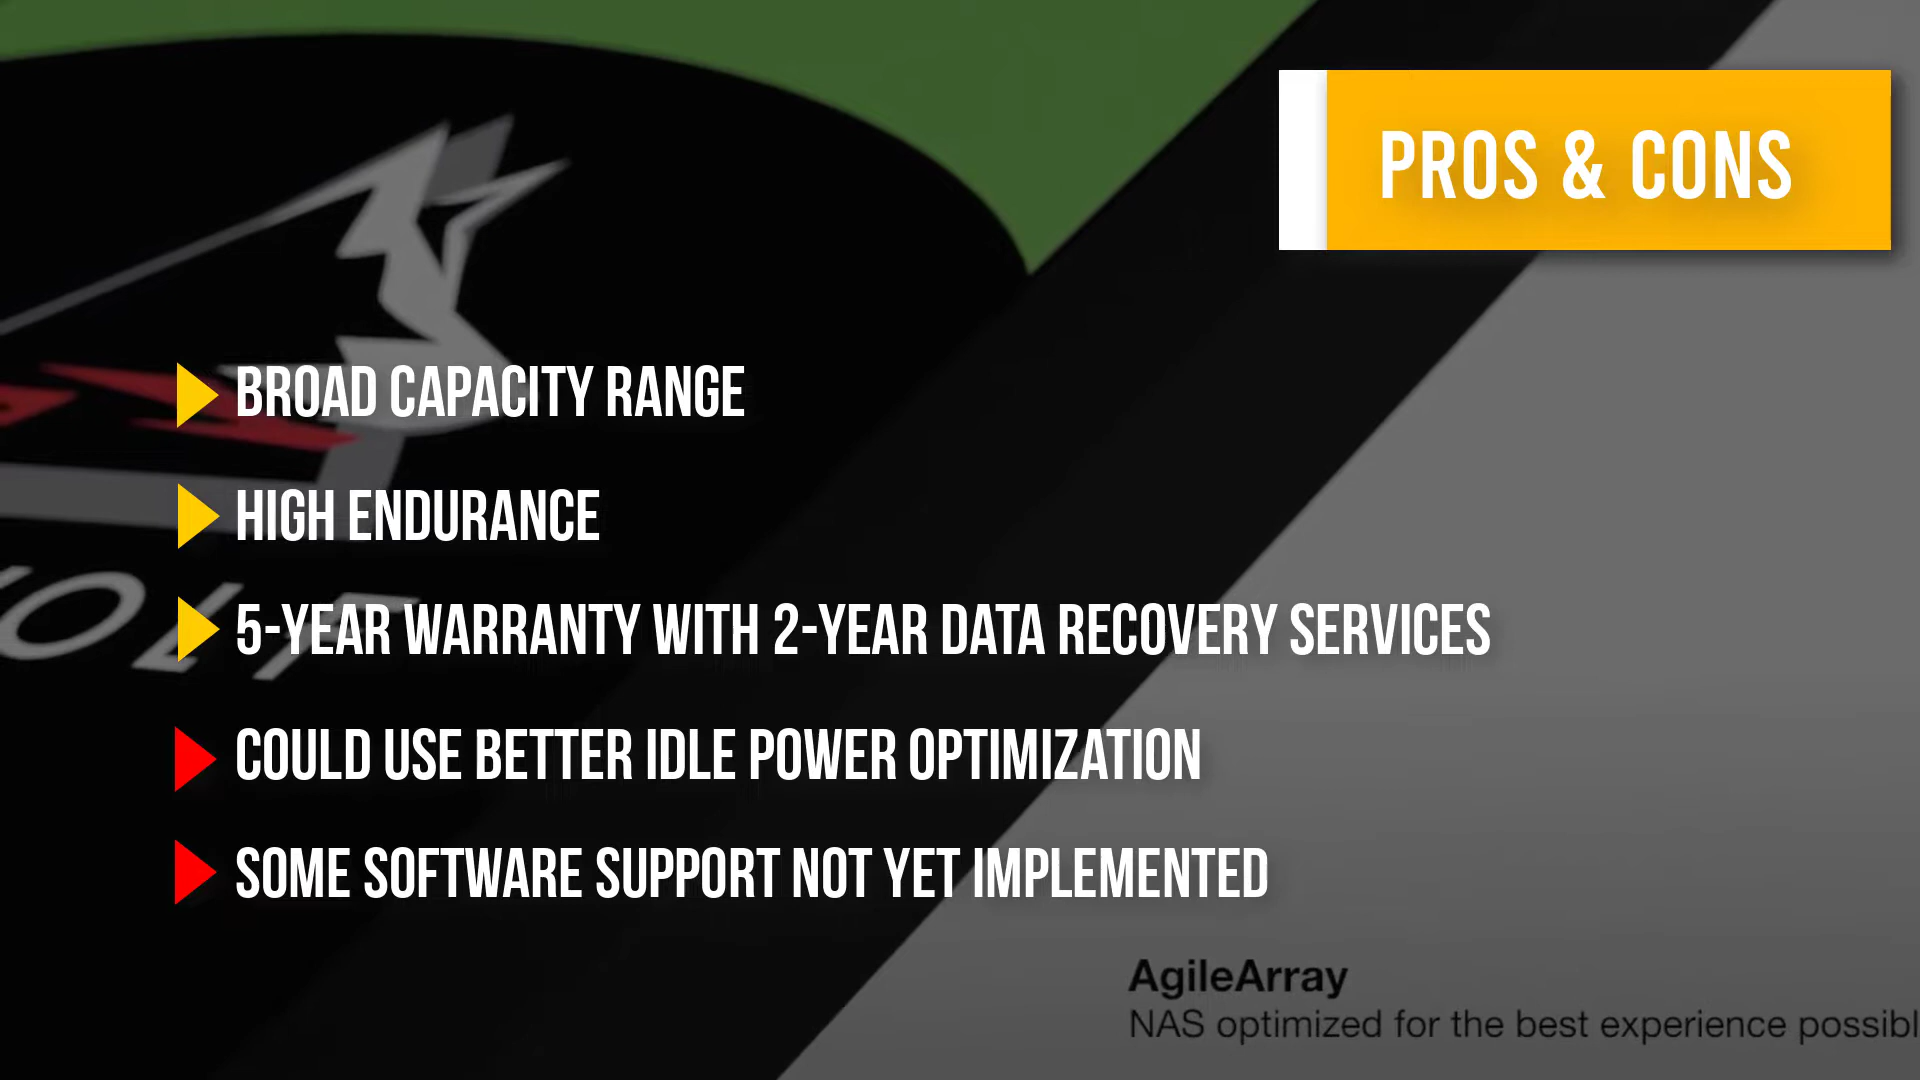 PROS & CONS
BROAD CAPACITY RANGE
HIGH ENDURANCE
5-YEAR WARRANTY WITH 2-YEAR DATA RECOVERY SERVICES
COULD USE BETTER IDLE POWER OPTIMIZATION
SOME SOFTWARE SUPPORT NOT YET IMPLEMENTED
AgileArray
NAS optimized for the best experience possibl